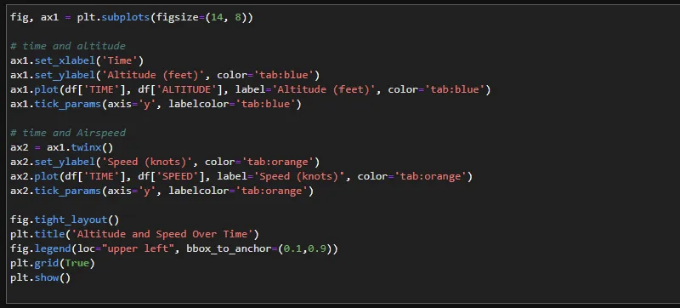 fig, ax1 = plt.subplots(figsize=(14, 8))
# time and altitude
ax1.set_xlabel('Time')
ax1.set_ylabel('Altitude (feet)', color='tab:blue')
ax1.plot(df['TIME'], df['ALTITUDE'], label='Altitude (feet)', color='tab:blue')
ax1.tick_params(axis='y', labelcolor='tab:blue')
# time and Airspeed
ax2 = ax1.twinx()
ax2.set_ylabel('Speed (knots)', color='tab:orange')
ax2.plot(df['TIME'], df['SPEED'], label='Speed (knots)', color='tab:orange')
ax2.tick_params(axis='y', labelcolor='tab:orange')
fig.tight_layout()
plt.title('Altitude and Speed Over Time')
fig.legend(loc="upper left", bbox_to_anchor=(0.1,0.9))
plt.grid(True)
plt.show()